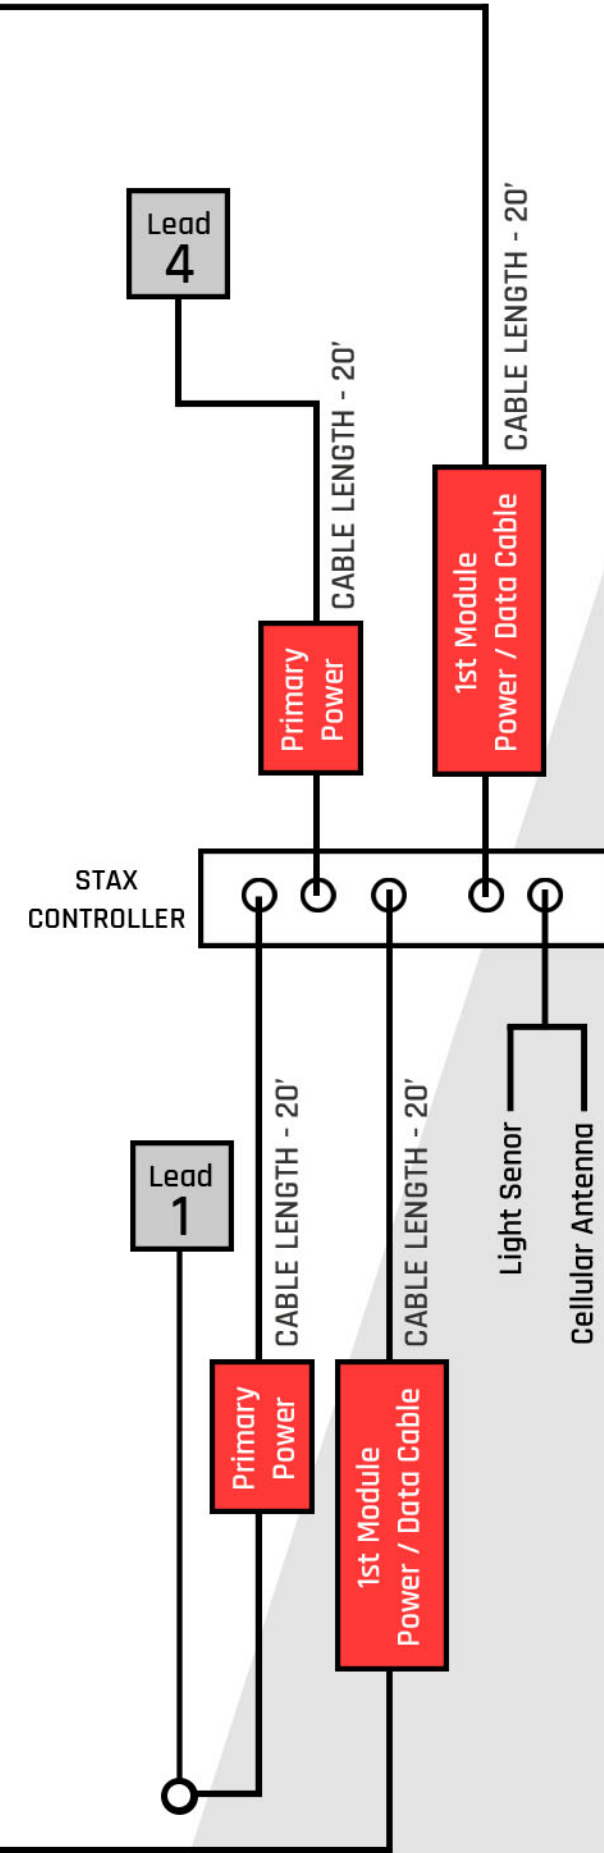 Lead
4
CABLE LENGTH - 20'
CABLE LENGTH - 20'
1st Module
Power / Data Cable
Primary
Power
STAX
CONTROLLER
Lead
1
CABLE LENGTH - 20'
CABLE LENGTH - 20'
Light Senor
Cellular Antenna
Primary
Power
1st Module
Power / Data Cable